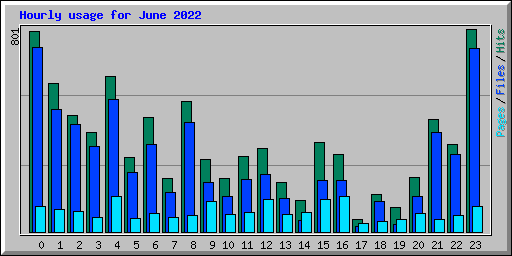 Hourly usage for June 2022
801
Pages/Files/Hits
0 1 2 3 4 5 6 7 8 9 10 11 12 13 14 15 16 17 18 19 20 21 22 23